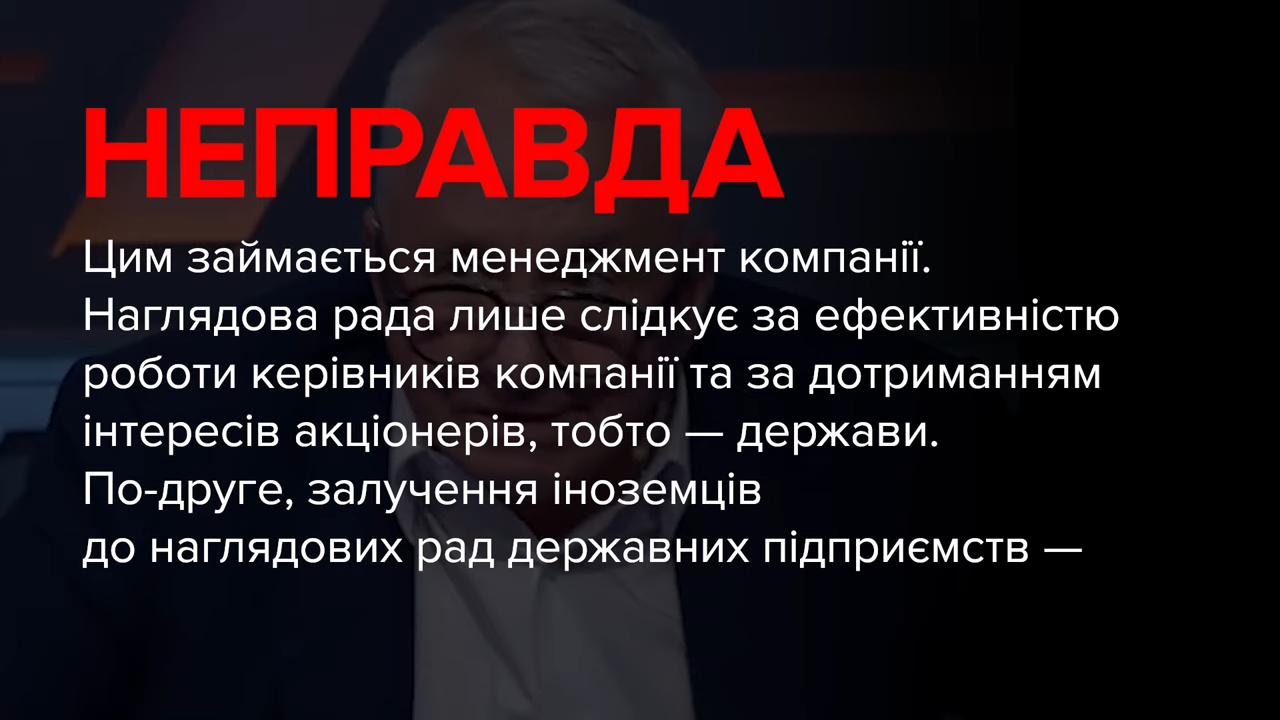 НЕПРАВДА
Цим займається менеджмент компанії.
Наглядова рада лише слідкує за ефективністю
роботи керівників компанії та за дотриманням
інтересів акціонерів, тобто — держави.
По-друге, залучення іноземців
до наглядових рад державних підприємств —